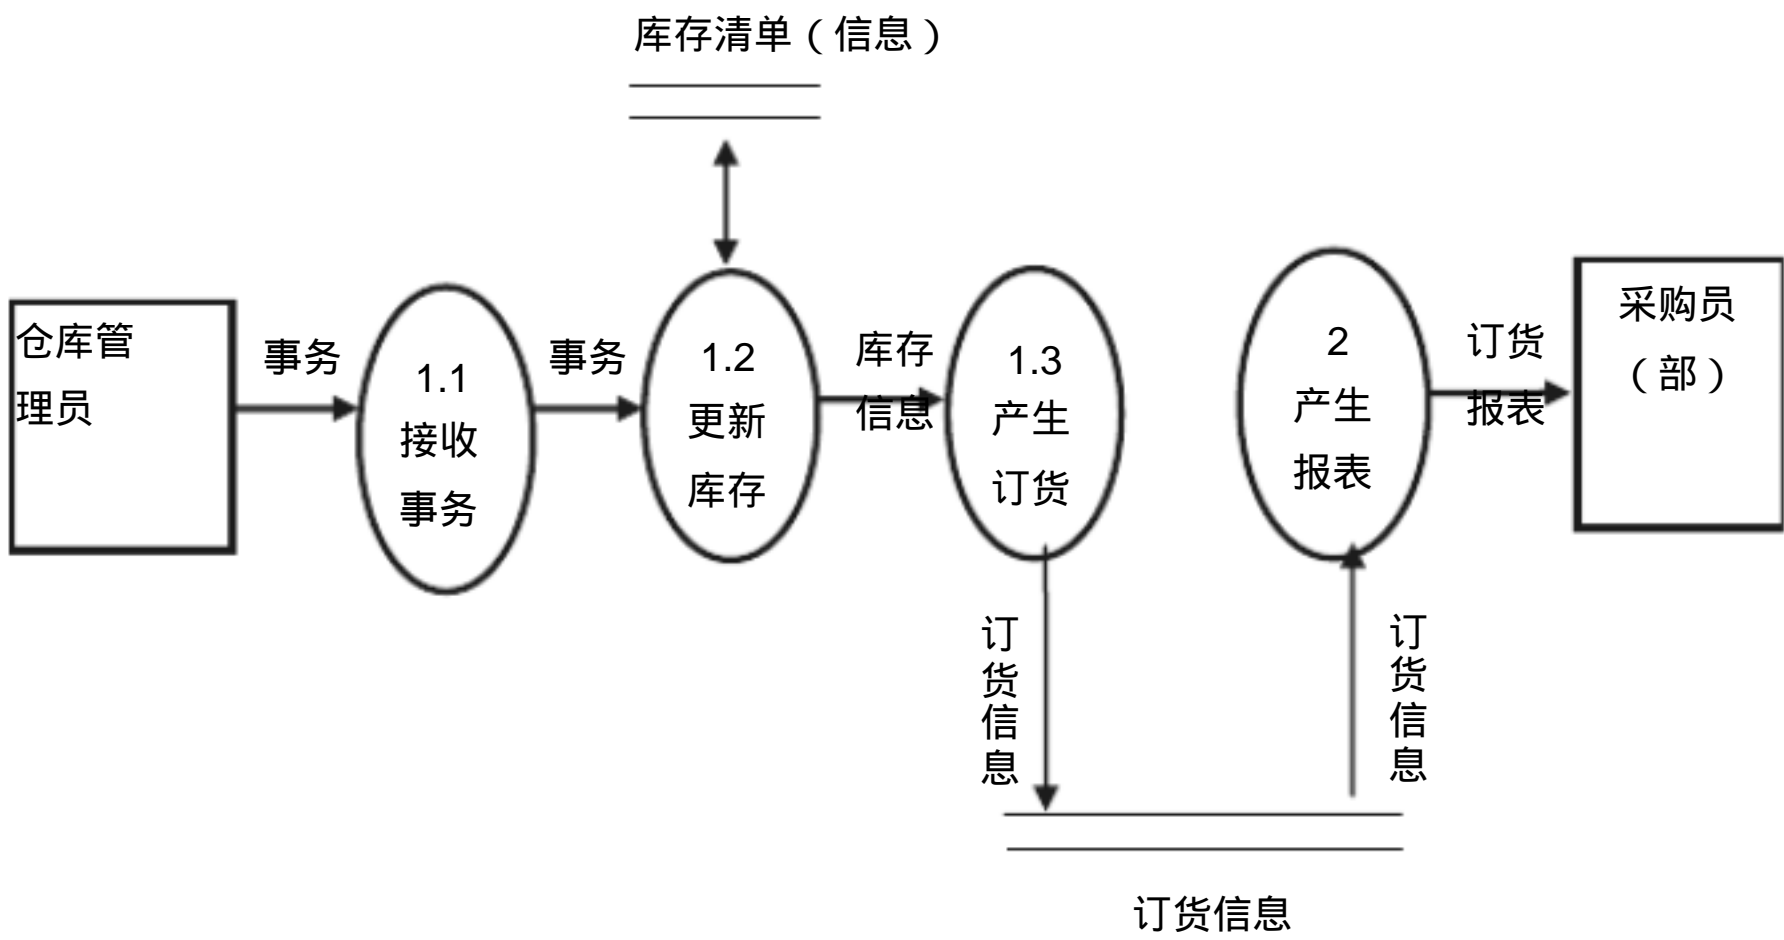 库存清单（信息）
仓库管
理员
事务
1.1
接收
事务
事务
1.2
更新
库存
库存
信息
1.3
产生
订货
2
产生
报表
订货
报表
采购员
（部）
订
货
信
息
订
货
信
息
订货信息